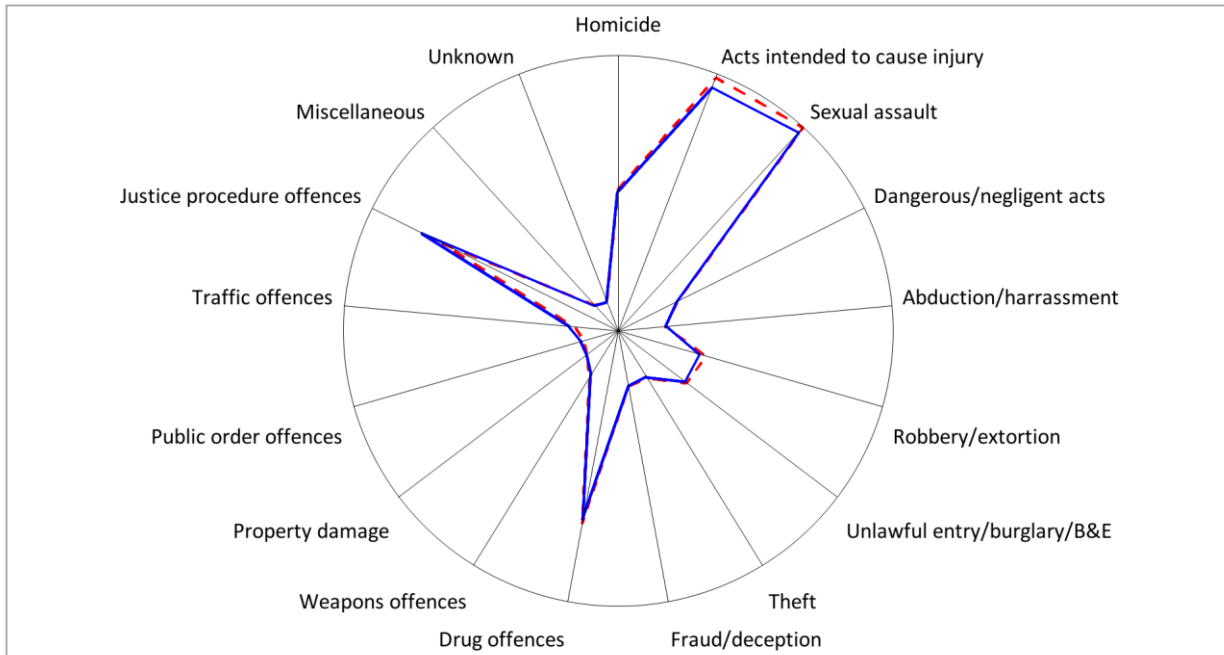 Homicide
Acts intended to cause injury
Sexual assault
Dangerous/negligent acts
Abduction/harrassment
Robbery/extortion
Unlawful entry/burglary/B&E
Theft
Fraud/deception
Drug offences
Weapons offences
Property damage
Public order offences
Traffic offences
Justice procedure offences
Miscellaneous
Unknown